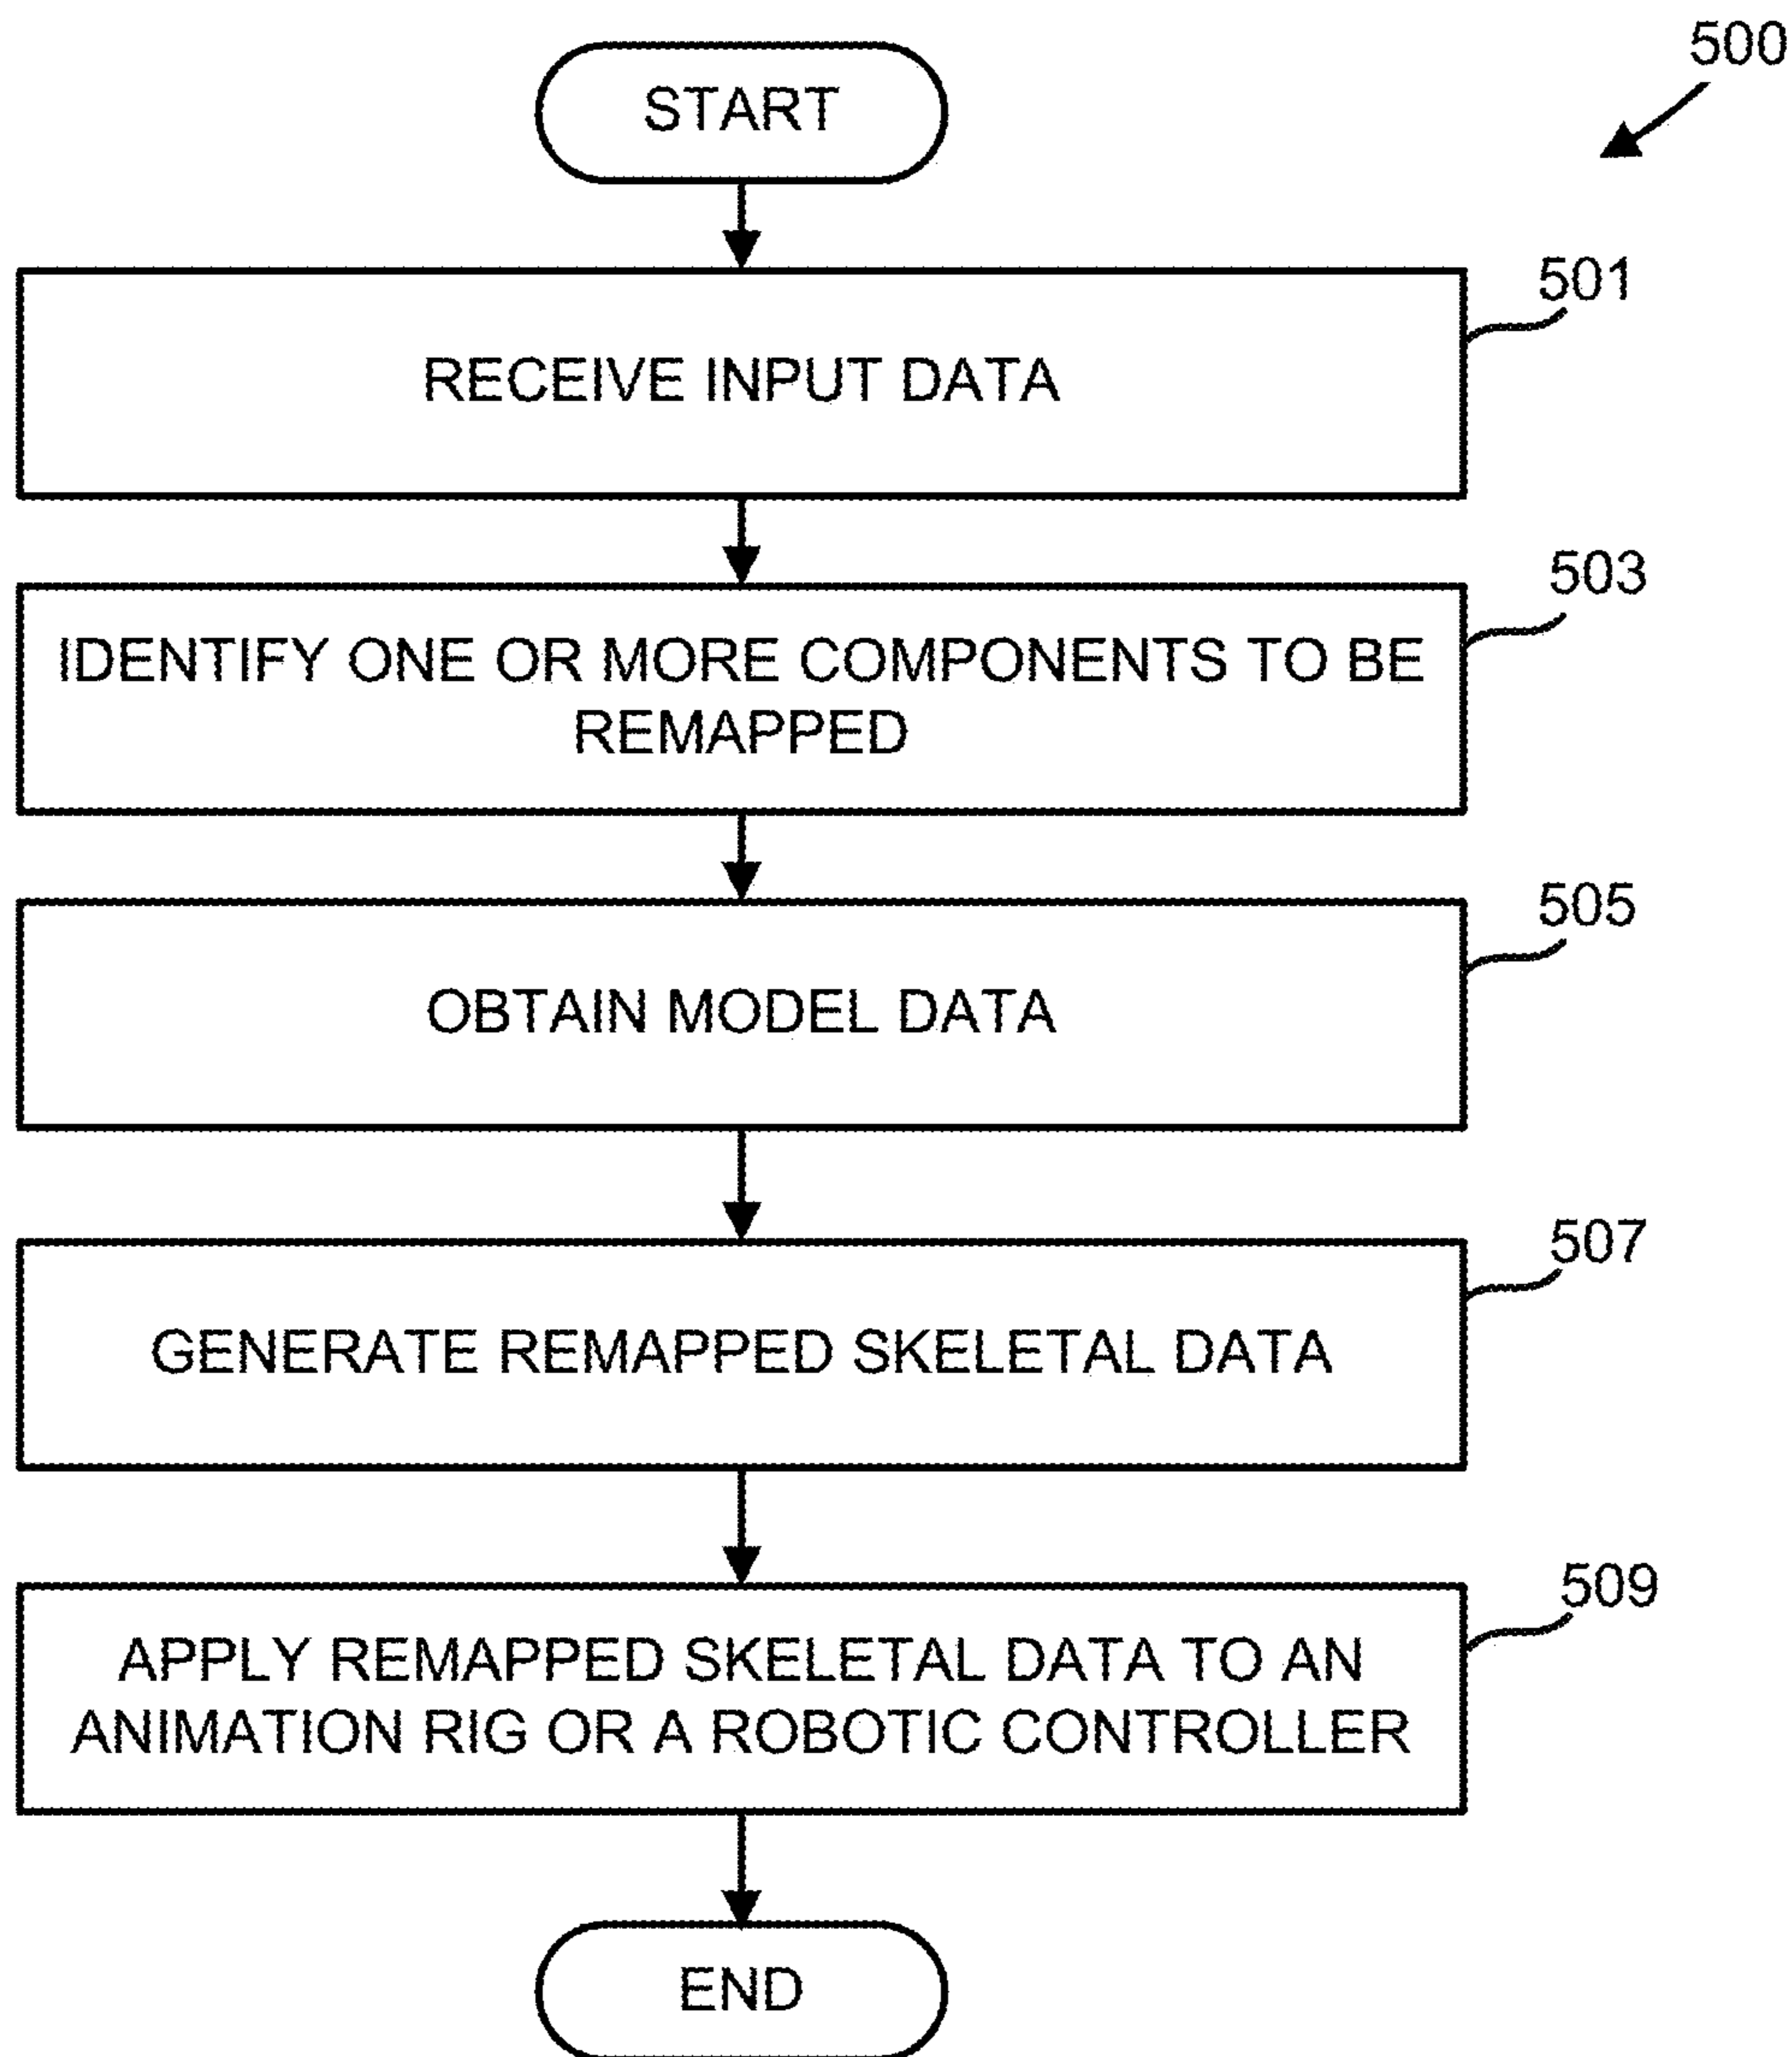 500
START
501
RECEIVE INPUT DATA
503
IDENTIFY ONE OR MORE COMPONENTS TO BE
REMAPPED
505
OBTAIN MODEL DATA
507
GENERATE REMAPPED SKELETAL DATA
509
APPLY REMAPPED SKELETAL DATA TO AN
ANIMATION RIG OR A ROBOTIC CONTROLLER
END